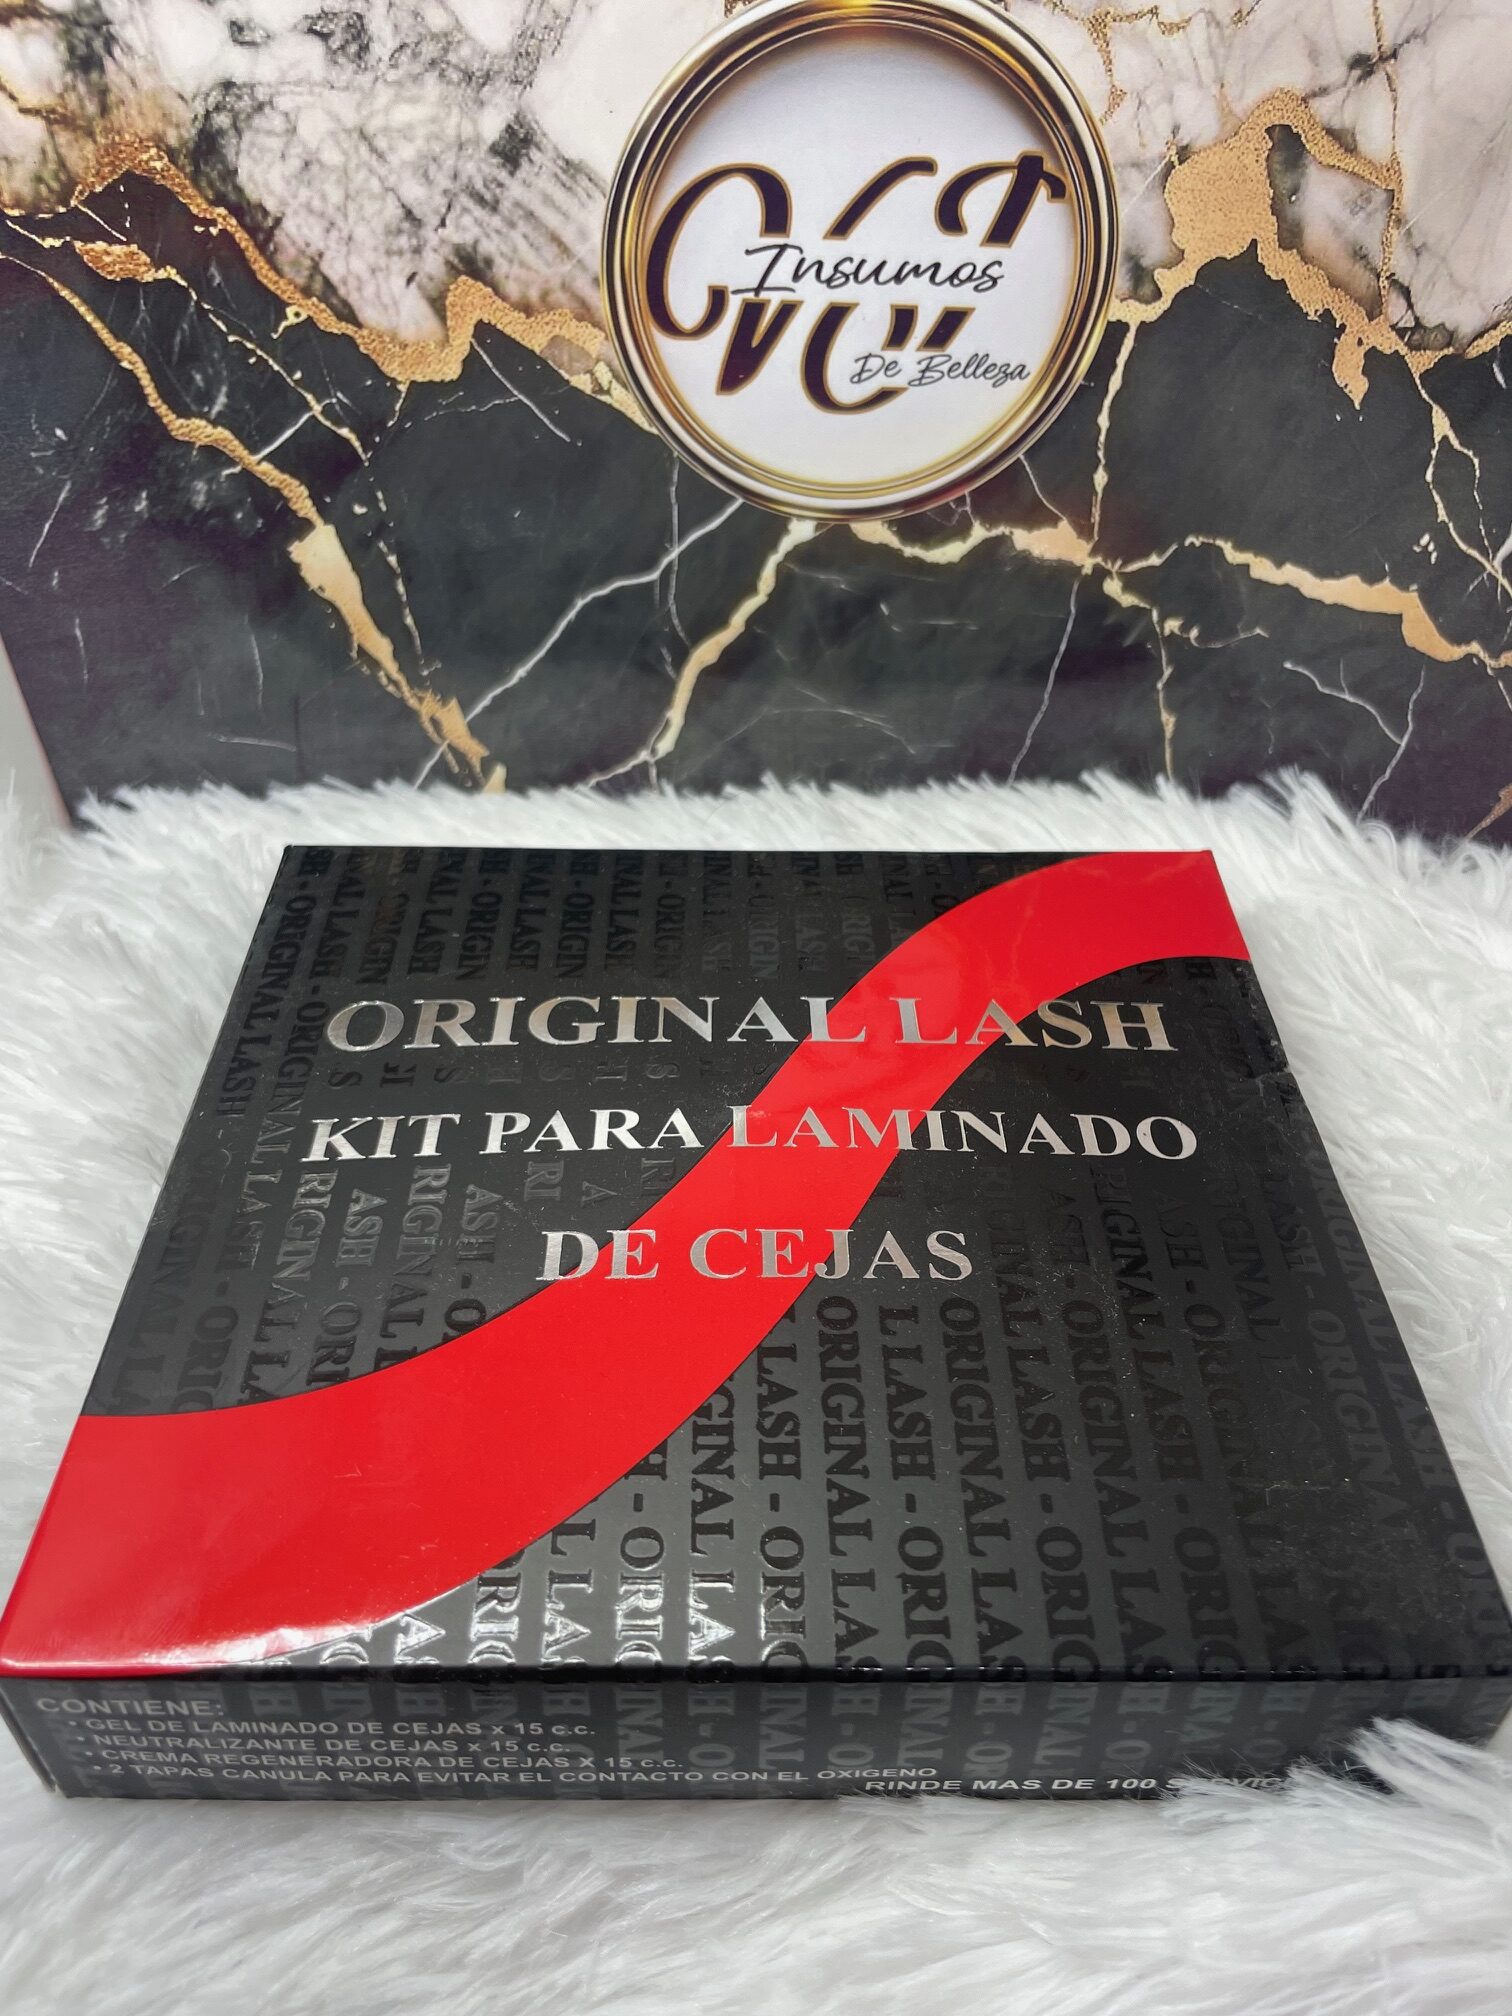 Insumos
De Belleza
ORIGINAL LASH
KIT PARA LAMINADO
DE CEJAS
CONTIENE:
• GEL DE LAMINADO DE CEJAS x 15 c.c.
• NEUTRALIZANTE DE CEJAS x 15 c.c.
• CREMA REGENERADORA DE CEJAS X 15 c.c.
• 2 TAPAS CANULA PARA EVITAR EL CONTACTO CON EL OXIGENO
RINDE MAS DE 100